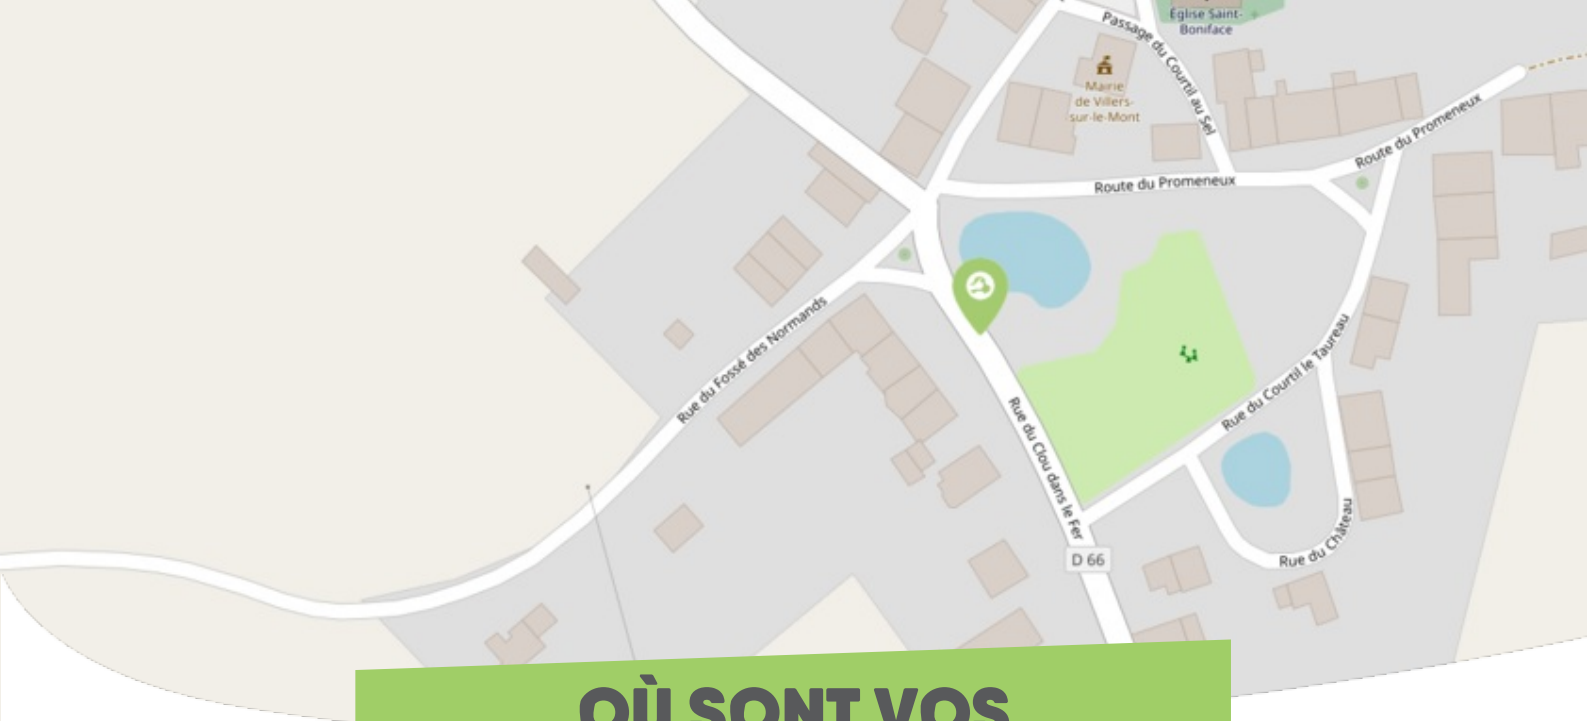 Église Saint-
Boniface
Passage du Courtil au Sel
Mairie
de Villers-
sur-le-Mont
Route du Promeneux
Route du Promeneux
Rue du Fossé des Normands
Rue du Courtil le Taureau
Rue du Clou dans le Fer
Rue du Château
D 66
OÙ SONT VOS